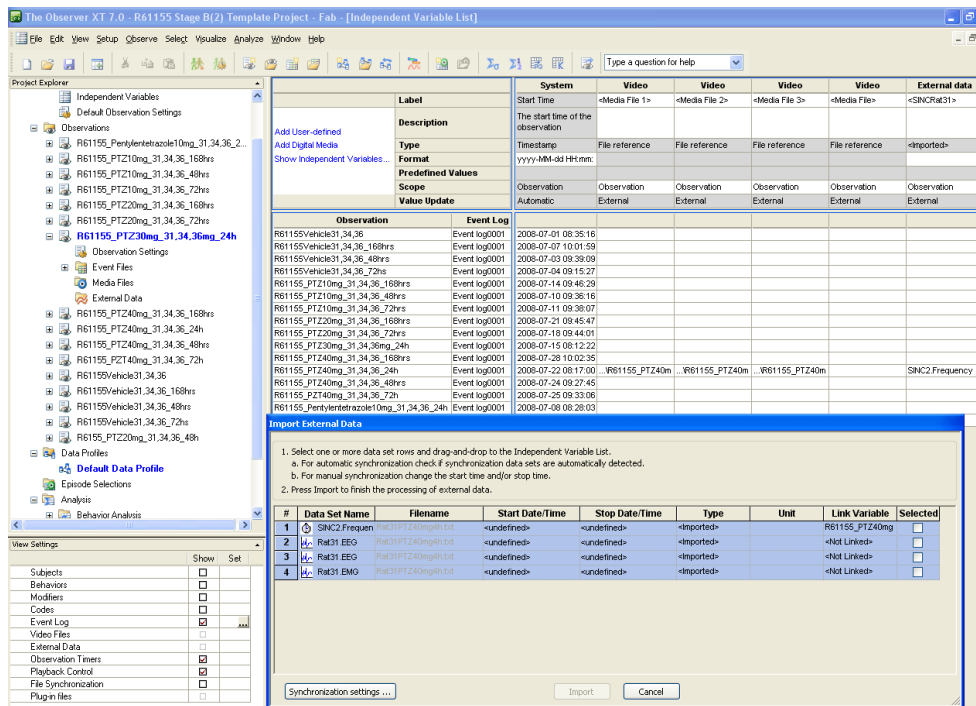 The Observer XT 7.0 - R61155 Stage B(2) Template Project - Fab - [Independent Variable List]
File Edit View Setup Observe Select Visualize Analyze Window Help
Type a question for help
Project Explorer
Independent Variables
Default Observation Settings
Observations
R61155_Pentylentetrazole10mg_31,34,36_2...
R61155_PTZ10mg_31,34,36_168hrs
R61155_PTZ10mg_31,34,36_48hrs
R61155_PTZ10mg_31,34,36_72hrs
R61155_PTZ20mg_31,34,36_168hrs
R61155_PTZ20mg_31,34,36_72hrs
R61155_PTZ30mg_31,34,36mg_24h
Observation Settings
Event Files
Media Files
External Data
R61155_PTZ40mg_31,34,36_168hrs
R61155_PTZ40mg_31,34,36_24h
R61155_PTZ40mg_31,34,36_48hrs
R61155_PZT40mg_31,34,36_72h
R61155Vehicle31,34,36
R61155Vehicle31,34,36_168hrs
R61155Vehicle31,34,36_48hrs
R61155Vehicle31,34,36_72hs
R6155_PTZ20mg_31,34,36_48h
Data Profiles
Default Data Profile
Episode Selections
Analysis
Behavior Analysis
View Settings
Show Set
Subjects
Behaviors
Modifiers
Codes
Event Log ...
Video Files
External Data
Observation Timers
Playback Control
File Synchronization
Plug-in files
System Video Video Video Video External data
Label Start Time <Media File 1> <Media File 2> <Media File 3> <Media File> <SINCRat31>
Add User-defined
Add Digital Media
Show Independent Variables...
Description The start time of the
observation
Type Timestamp File reference File reference File reference File reference <Imported>
Format yyyy-MM-dd HH:mm:
Predefined Values
Scope Observation Observation Observation Observation Observation Observation
Value Update Automatic External External External External External
Observation Event Log
R61155Vehicle31,34,36 Event log0001 2008-07-01 08:35:16
R61155Vehicle31,34,36_168hrs Event log0001 2008-07-07 10:01:59
R61155Vehicle31,34,36_48hrs Event log0001 2008-07-03 09:39:09
R61155Vehicle31,34,36_72hs Event log0001 2008-07-04 09:15:27
R61155_PTZ10mg_31,34,36_168hrs Event log0001 2008-07-14 09:46:29
R61155_PTZ10mg_31,34,36_48hrs Event log0001 2008-07-10 09:36:16
R61155_PTZ10mg_31,34,36_72hrs Event log0001 2008-07-11 09:38:07
R61155_PTZ20mg_31,34,36_168hrs Event log0001 2008-07-21 09:45:47
R61155_PTZ20mg_31,34,36_72hrs Event log0001 2008-07-18 09:44:01
R61155_PTZ30mg_31,34,36mg_24h Event log0001 2008-07-15 08:12:22
R61155_PTZ40mg_31,34,36_168hrs Event log0001 2008-07-28 10:02:35
R61155_PTZ40mg_31,34,36_24h Event log0001 2008-07-22 08:17:00 ...\R61155_PTZ40m ...\R61155_PTZ40m ...\R61155_PTZ40m SINC2.Frequency
R61155_PTZ40mg_31,34,36_48hrs Event log0001 2008-07-24 09:27:45
R61155_PZT40mg_31,34,36_72h Event log0001 2008-07-25 09:33:06
R61155_Pentylentetrazole10mg_31,34,36_24h Event log0001 2008-07-08 08:28:03
Import External Data
1. Select one or more data set rows and drag-and-drop to the Independent Variable List.
a. For automatic synchronization check if synchronization data sets are automatically detected.
b. For manual synchronization change the start time and/or stop time.
2. Press Import to finish the processing of external data.
# Data Set Name Filename Start Date/Time Stop Date/Time Type Unit Link Variable Selected
1 SINC2.Frequen Rat31PTZ40mg4h.txt <undefined> <undefined> <Imported> R61155_PTZ40mg
2 Rat31.EEG Rat31PTZ40mg4h.txt <undefined> <undefined> <Imported> <Not Linked>
3 Rat31.EEG Rat31PTZ40mg4h.txt <undefined> <undefined> <Imported> <Not Linked>
4 Rat31.EMG Rat31PTZ40mg4h.txt <undefined> <undefined> <Imported> <Not Linked>
Synchronization settings ... Import Cancel